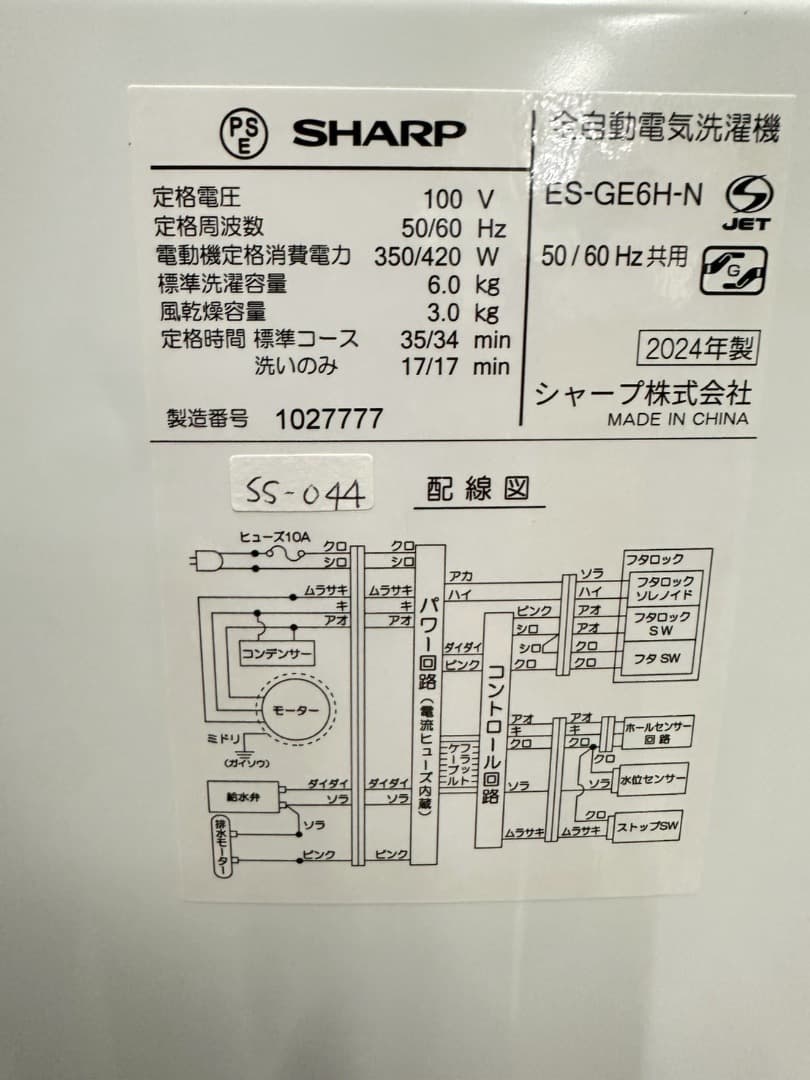 PSE SHARP 全自動電気洗濯機
定格電圧 100 V
定格周波数 50/60 Hz
電動機定格消費電力 350/420 W
標準洗濯容量 6.0 kg
風乾燥容量 3.0 kg
定格時間 標準コース 35/34 min
洗いのみ 17/17 min
製造番号 1027777
ES-GE6H-N
JET
50/60 Hz共用
G
2024年製
シャープ株式会社
MADE IN CHINA
SS-044
配線図
ヒューズ10A
クロ クロ
シロ シロ
ムラサキ ムラサキ
キ キ
アオ アオ
コンデンサー
モーター
ミドリ
(ガイソウ)
給水弁
ダイダイ ダイダイ
ソラ ソラ
ソラ
排水モーター
ピンク ピンク
パワー回路(電流ヒューズ内蔵)
アカ
ハイ
ダイダイ
ピンク
フラットケーブル
コントロール回路
ピンク
シロ
シロ
クロ
ソラ
ハイ
アオ
アオ
クロ
クロ
フタロック
フタロック
ソレノイド
フタロック
SW
フタ SW
アオ アオ
キ キ
クロ クロ
ホールセンサー
回路
クロ
ソラ ソラ
水位センサー
クロ
ムラサキ ムラサキ
ストップSW